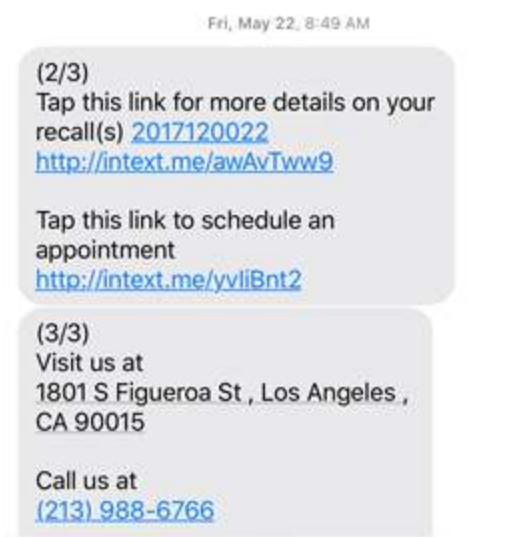 Fri, May 22, 8:49 AM
(2/3)
Tap this link for more details on your
recall(s) 2017120022
http://intext.me/awAvTww9
Tap this link to schedule an
appointment
http://intext.me/yvliBnt2
(3/3)
Visit us at
1801 S Figueroa St , Los Angeles ,
CA 90015
Call us at
(213) 988-6766